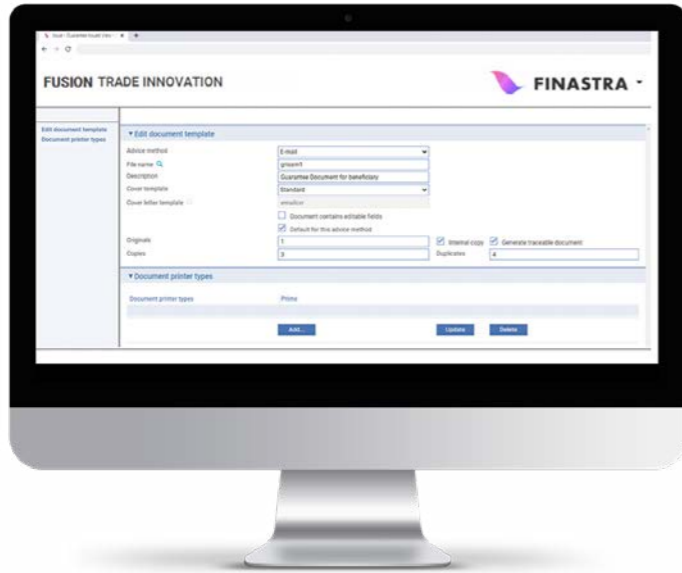 FUSION TRADE INNOVATION
FINASTRA
Edit document template
Document printer types
Edit document template
Advice method
E-mail
File name
Description
Guarantee Document for beneficiary
Cover template
Standard
Cover letter template
Document contains editable fields
Default for this advice method
Originals
1
Internal copy
Generate traceable document
Copies
3
Duplicates
4
Document printer types
Document printer types
Prime
Add...
Update
Delete